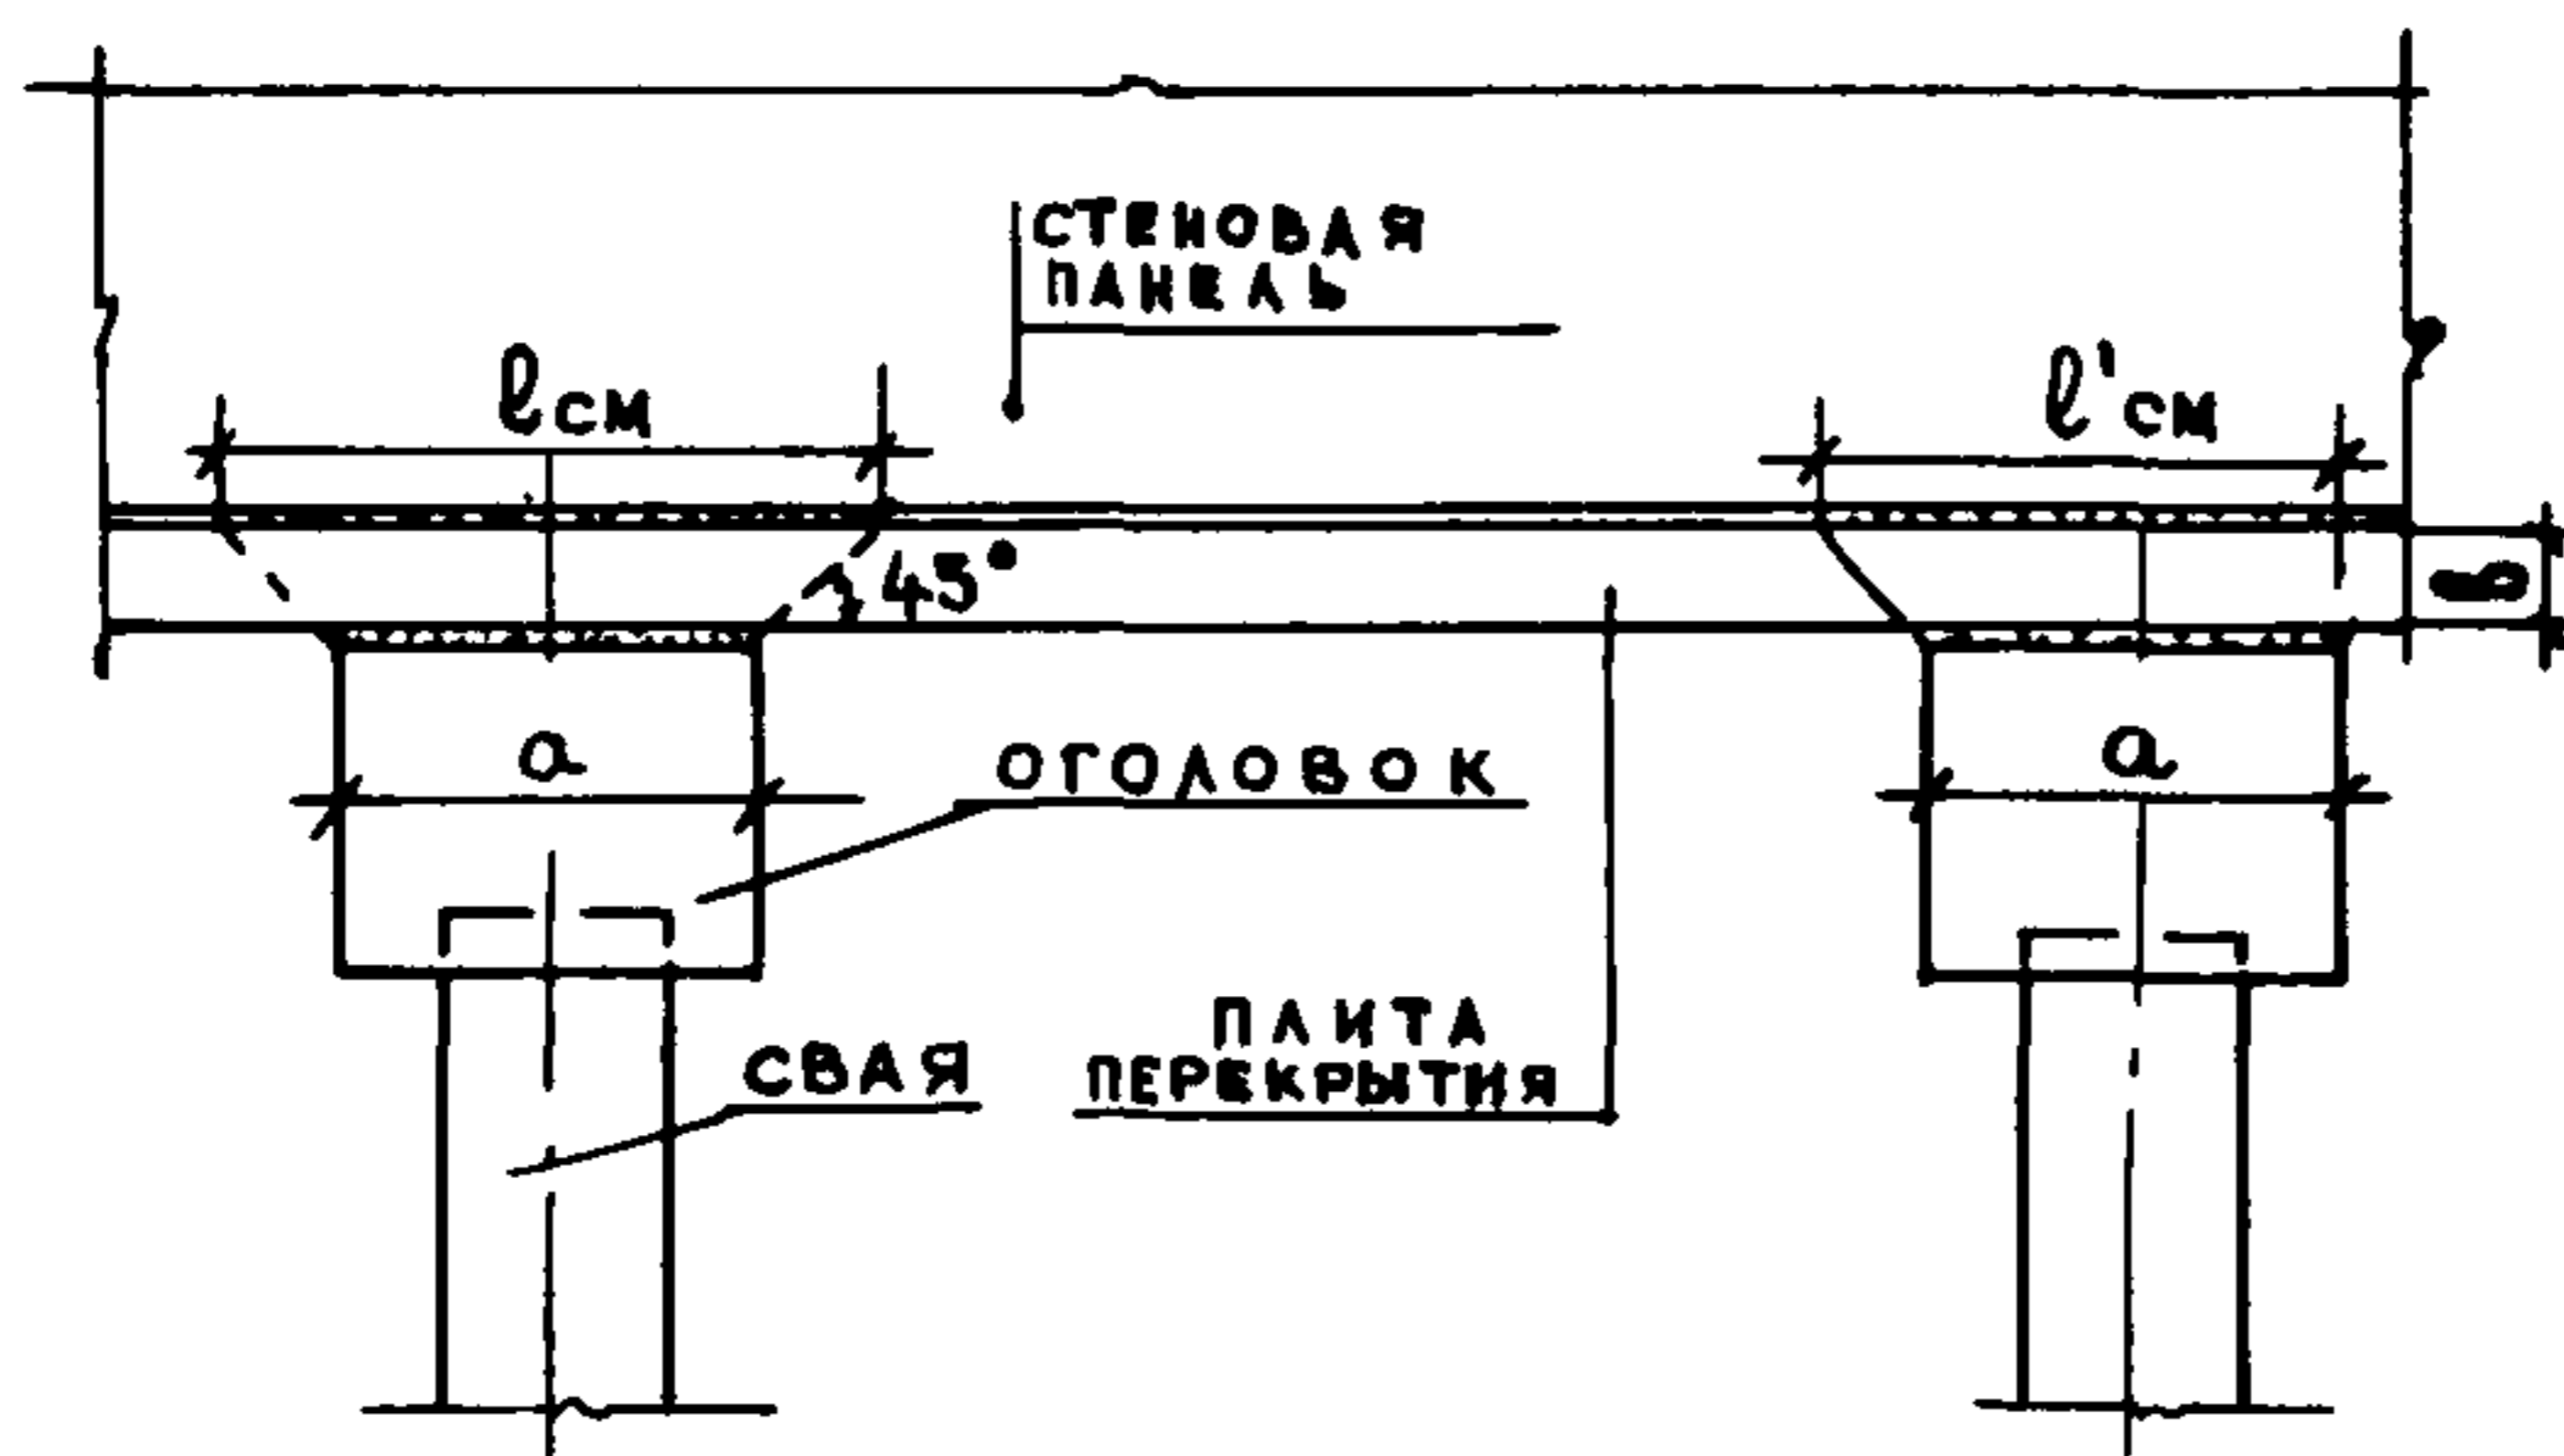 СТЕНОВАЯ
ПАНЕЛЬ
ℓсм
ℓ'см
45°
в
а
ОГОЛОВОК
а
ПЛИТА
ПЕРЕКРЫТИЯ
СВАЯ